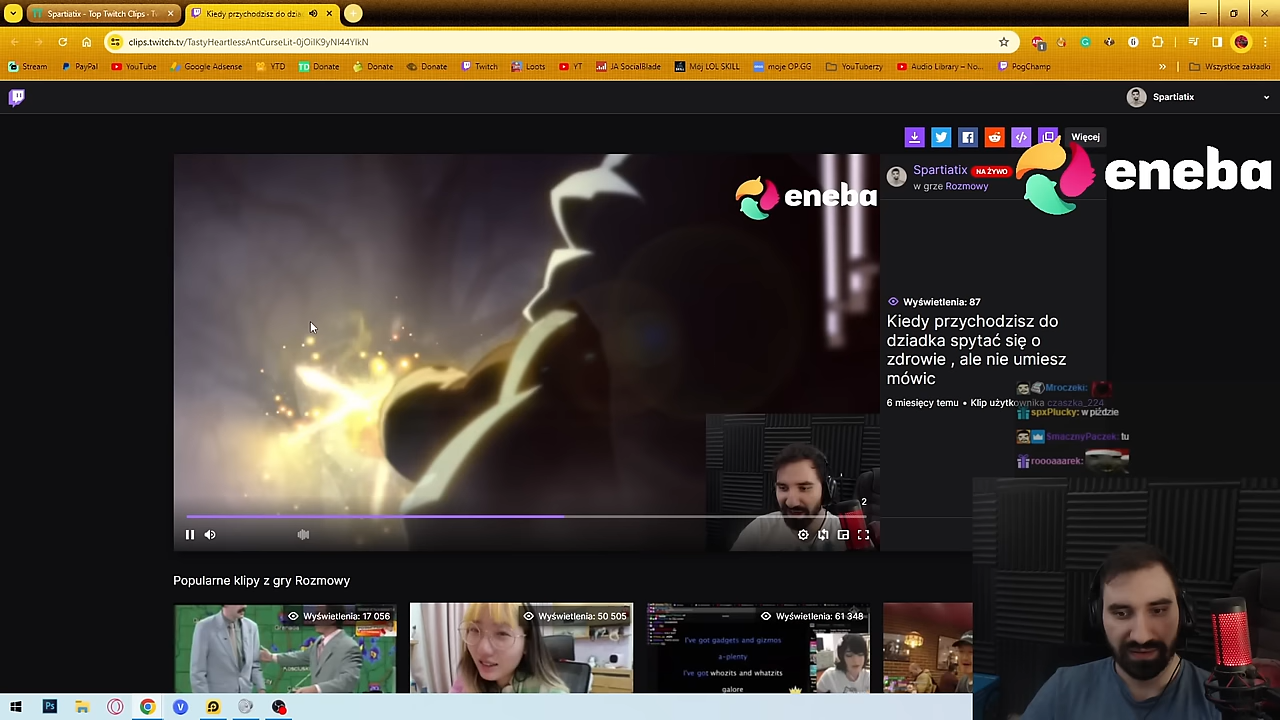 Spartiatix - Top Twitch Clips - T
Kiedy przychodzisz do dzia
clips.twitch.tv/TastyHeartlessAntCurseLit-0jOilK9yNl44YlkN
Stream
PayPal
YouTube
Google Adsense
YTD
Donate
Donate
Donate
Twitch
Loots
YT
JA SocialBlade
Mój LOL SKILL
moje OP.GG
YouTuberzy
Audio Library – No...
PogChamp
»
Wszystkie zakładki
Spartiatix
Więcej
eneba
eneba
Spartiatix NA ŻYWO
w grze Rozmowy
Wyświetlenia: 87
Kiedy przychodzisz do
dziadka spytać się o
zdrowie , ale nie umiesz
mówic
6 miesięcy temu • Klip użytkownika czaszka_224
Mroczeki:
spxPlucky: w piździe
SmacznyPaczek: tu
roooaaarek:
2
Popularne klipy z gry Rozmowy
Wyświetlenia: 17 056
Wyświetlenia: 50 505
Wyświetlenia: 61 348
I've got gadgets and gizmos
a-plenty
I've got whozits and whatzits
galore
Ps